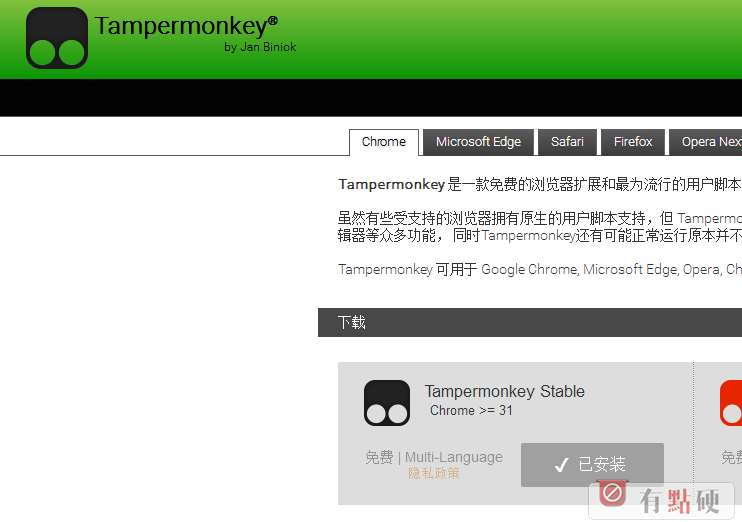 Tampermonkey®
by Jan Biniok
Chrome
Microsoft Edge
Safari
Firefox
Opera Nex
Tampermonkey 是一款免费的浏览器扩展和最为流行的用户脚本
虽然有些受支持的浏览器拥有原生的用户脚本支持，但 Tampermo
辑器等众多功能， 同时Tampermonkey还有可能正常运行原本并不
Tampermonkey 可用于 Google Chrome, Microsoft Edge, Opera, Ch
下载
Tampermonkey Stable
Chrome >= 31
免费 | Multi-Language
隐私政策
✓ 已安装
免费
有點硬